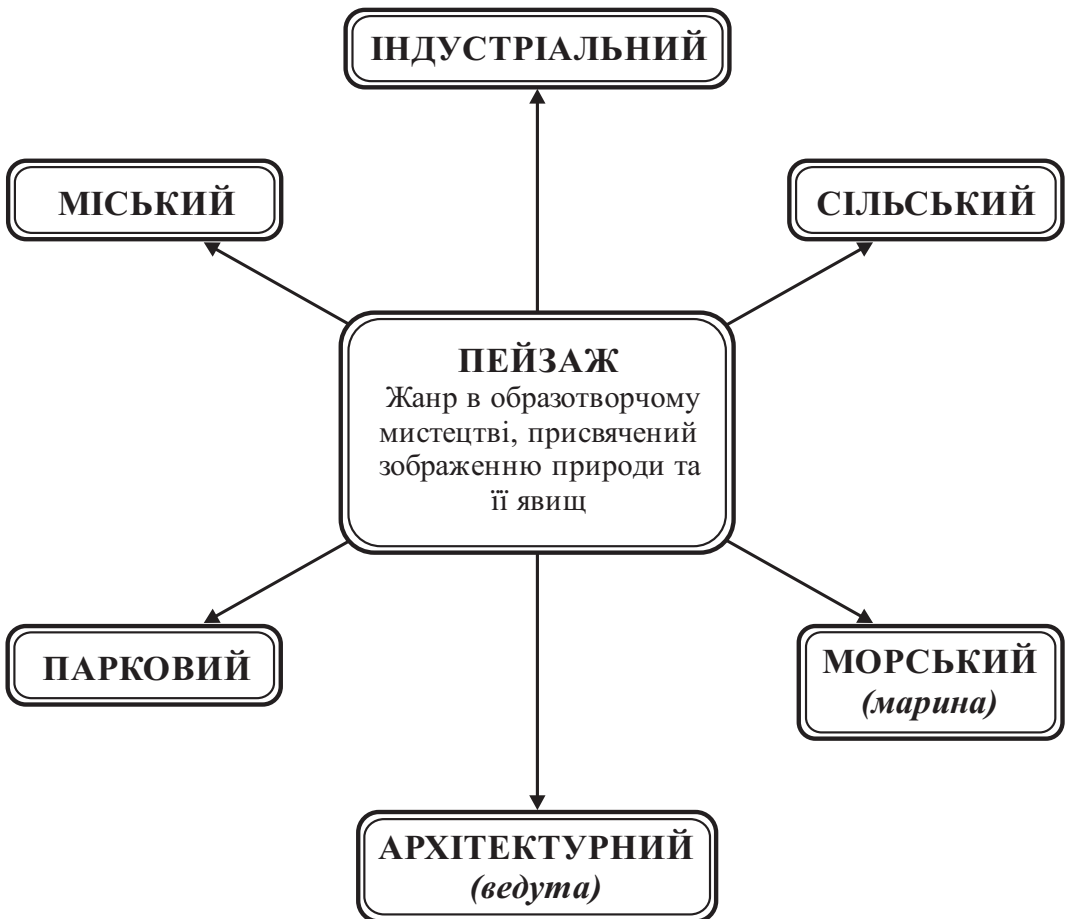 ІНДУСТРІАЛЬНИЙ
МІСЬКИЙ
СІЛЬСЬКИЙ
ПЕЙЗАЖ
Жанр в образотворчому
мистецтві, присвячений
зображенню природи та
її явищ
ПАРКОВИЙ
МОРСЬКИЙ
(марина)
АРХІТЕКТУРНИЙ
(ведута)